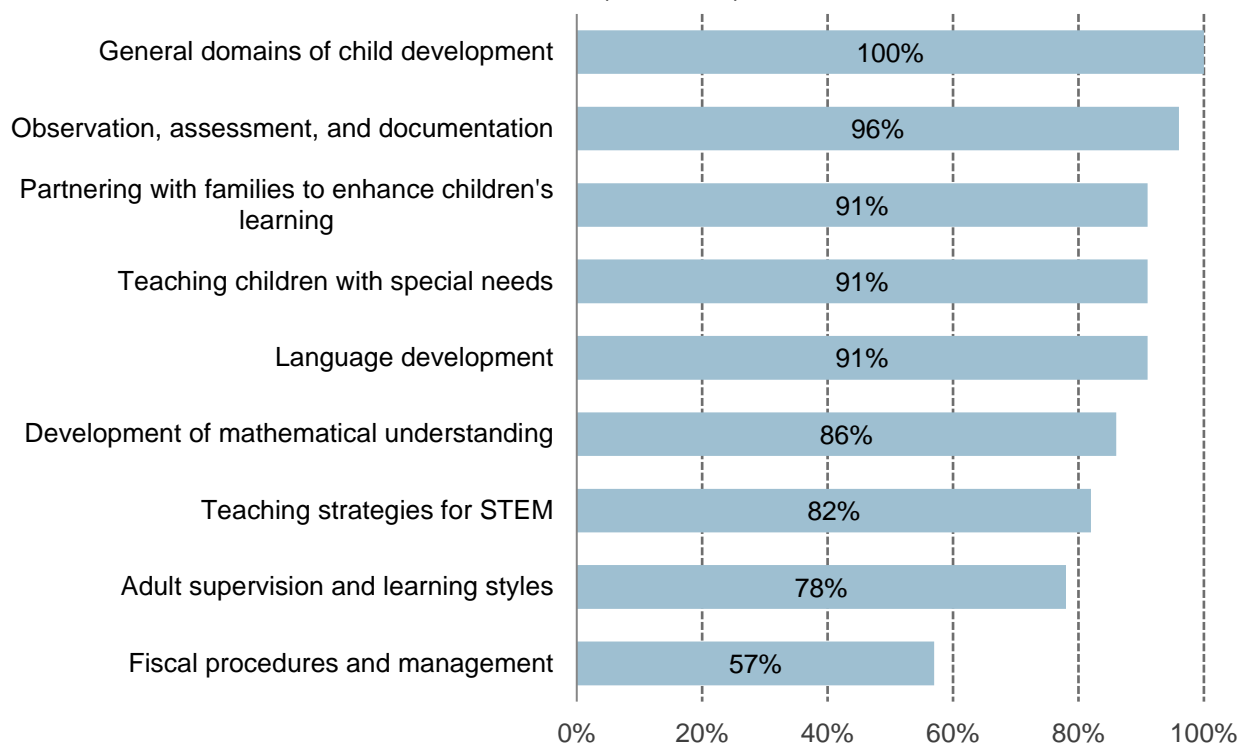 General domains of child development 100%
Observation, assessment, and documentation 96%
Partnering with families to enhance children's
learning 91%
Teaching children with special needs 91%
Language development 91%
Development of mathematical understanding 86%
Teaching strategies for STEM 82%
Adult supervision and learning styles 78%
Fiscal procedures and management 57%
0% 20% 40% 60% 80% 100%